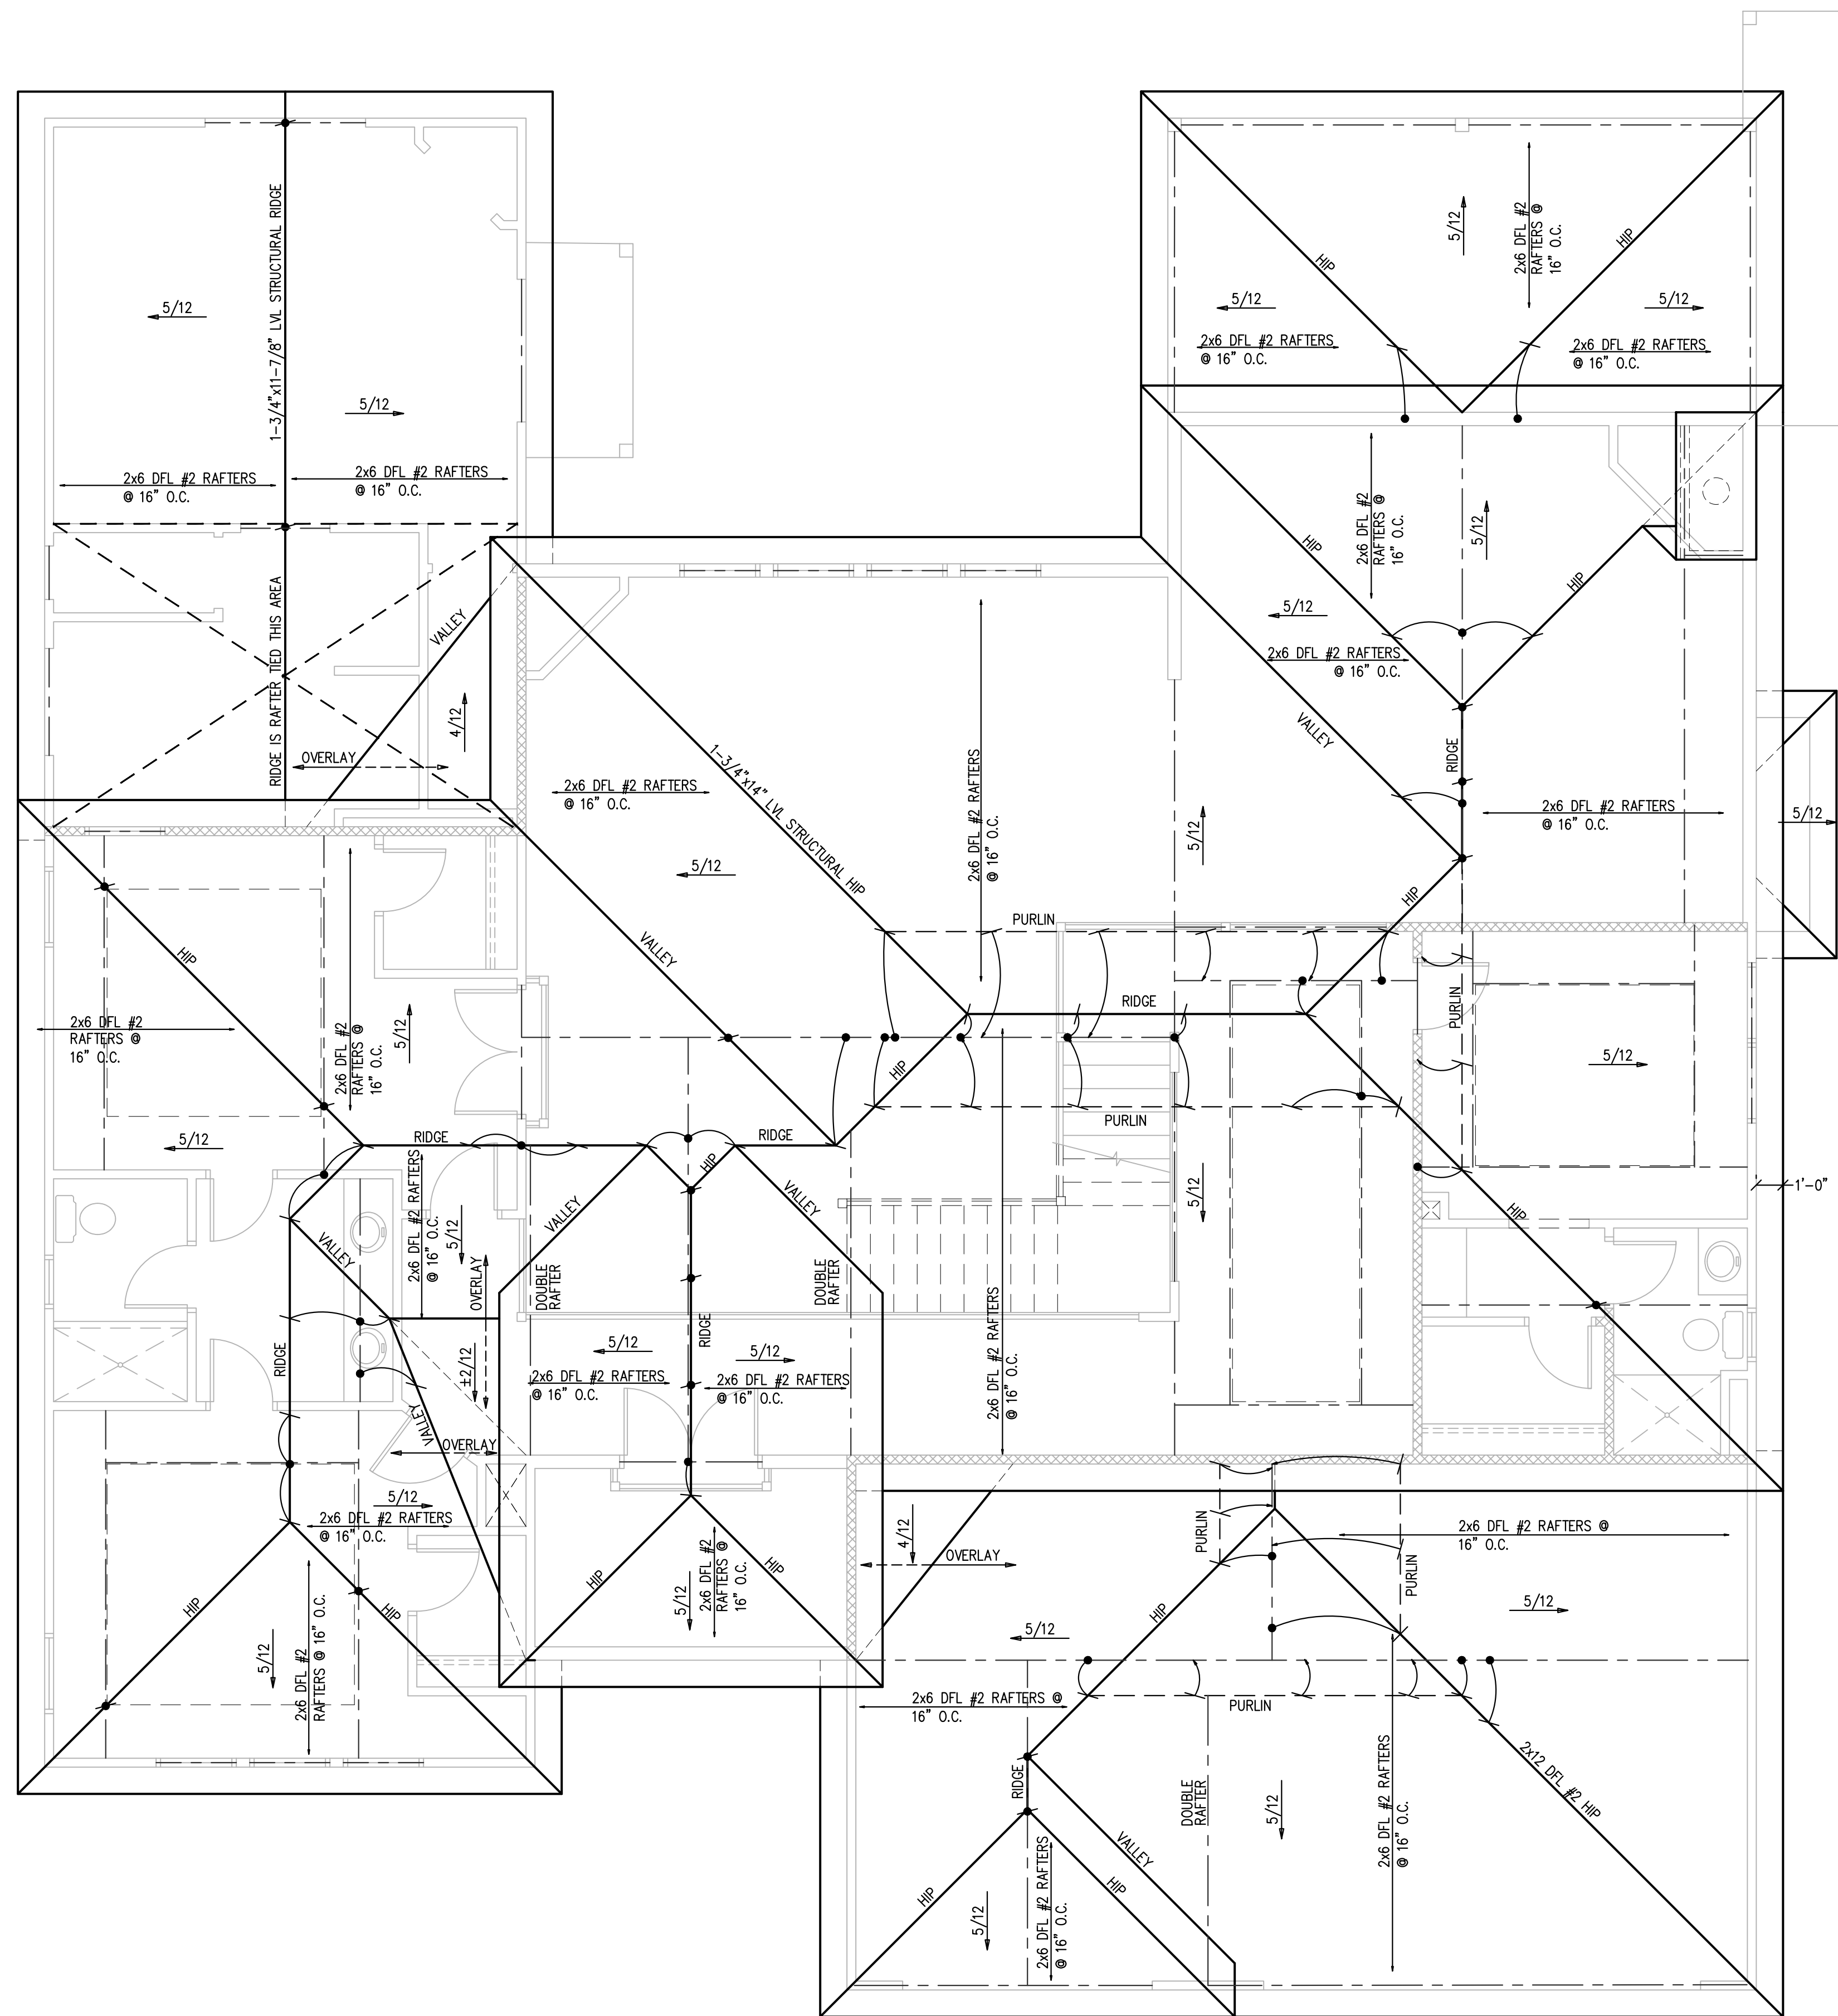 5/12
2x6 DFL #2
RAFTERS @
16" O.C.
HIP
HIP
1-3/4"x11-7/8" LVL STRUCTURAL RIDGE
5/12
5/12
5/12
2x6 DFL #2 RAFTERS
@ 16" O.C.
2x6 DFL #2 RAFTERS
@ 16" O.C.
5/12
2x6 DFL #2 RAFTERS
@ 16" O.C.
2x6 DFL #2 RAFTERS
@ 16" O.C.
2x6 DFL #2
RAFTERS @
16" O.C.
5/12
HIP
HIP
RIDGE IS RAFTER TIED THIS AREA
VALLEY
5/12
2x6 DFL #2 RAFTERS
@ 16" O.C.
4/12
OVERLAY
VALLEY
RIDGE
1-3/4"x14" LVL STRUCTURAL HIP
2x6 DFL #2 RAFTERS
@ 16" O.C.
2x6 DFL #2 RAFTERS
@ 16" O.C.
5/12
2x6 DFL #2 RAFTERS
@ 16" O.C.
5/12
5/12
HIP
PURLIN
HIP
VALLEY
2x6 DFL #2
RAFTERS @
16" O.C.
2x6 DFL #2
RAFTERS @
16" O.C.
5/12
RIDGE
PURLIN
5/12
HIP
PURLIN
5/12
RIDGE
RIDGE
HIP
VALLEY
VALLEY
5/12
1'-0"
HIP
VALLEY
2x6 DFL #2 RAFTERS
@ 16" O.C.
5/12
OVERLAY
DOUBLE
RAFTER
DOUBLE
RAFTER
RIDGE
RIDGE
±2/12
5/12
5/12
2x6 DFL #2 RAFTERS
@ 16" O.C.
2x6 DFL #2 RAFTERS
@ 16" O.C.
2x6 DFL #2 RAFTERS
@ 16" O.C.
VALLEY
OVERLAY
5/12
2x6 DFL #2 RAFTERS
@ 16" O.C.
4/12
OVERLAY
PURLIN
PURLIN
2x6 DFL #2 RAFTERS @
16" O.C.
HIP
HIP
5/12
2x6 DFL #2
RAFTERS @ 16" O.C.
HIP
HIP
5/12
2x6 DFL #2
RAFTERS @
16" O.C.
HIP
5/12
5/12
2x6 DFL #2 RAFTERS @
16" O.C.
PURLIN
RIDGE
DOUBLE
RAFTER
5/12
2x6 DFL #2 RAFTERS
@ 16" O.C.
2x12 DFL #2 HIP
VALLEY
HIP
HIP
5/12
2x6 DFL #2 RAFTERS
@ 16" O.C.